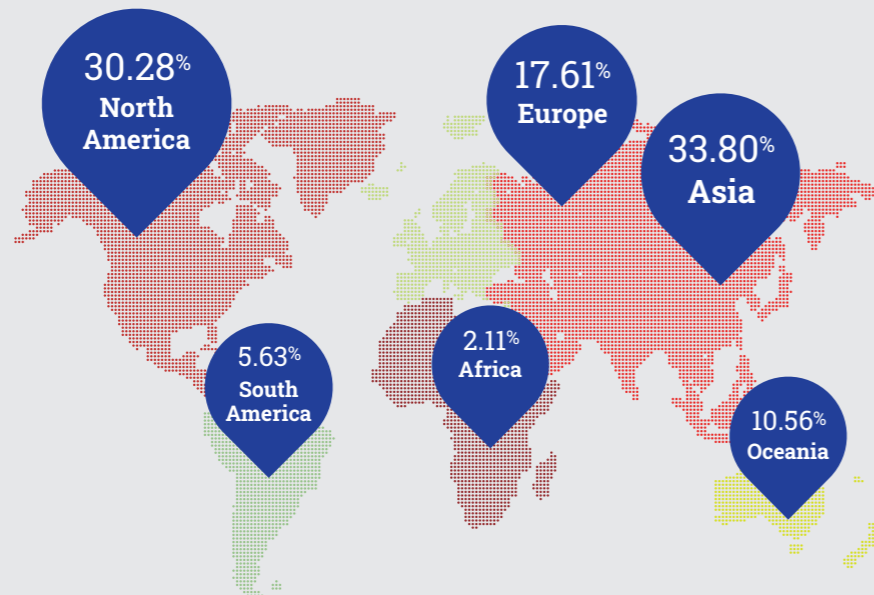 30.28%
North
America
17.61%
Europe
33.80%
Asia
5.63%
South
America
2.11%
Africa
10.56%
Oceania